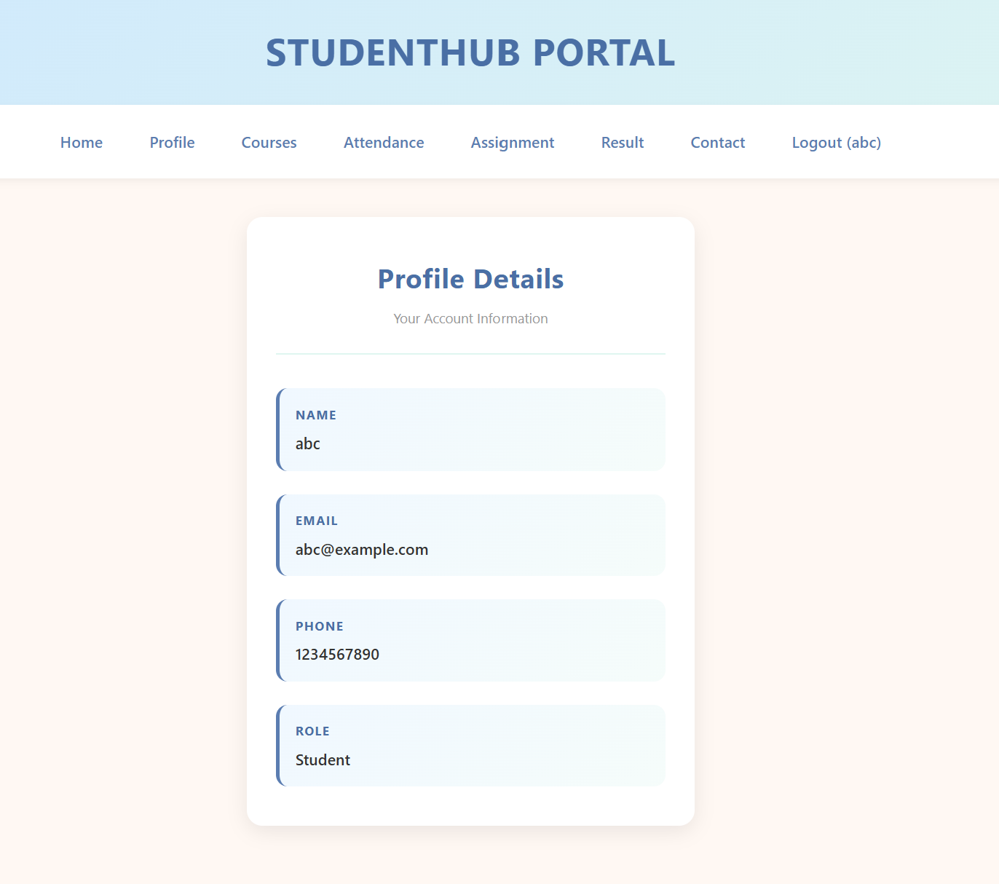 STUDENTHUB PORTAL
Home Profile Courses Attendance Assignment Result Contact Logout (abc)
Profile Details
Your Account Information
NAME
abc
EMAIL
abc@example.com
PHONE
1234567890
ROLE
Student